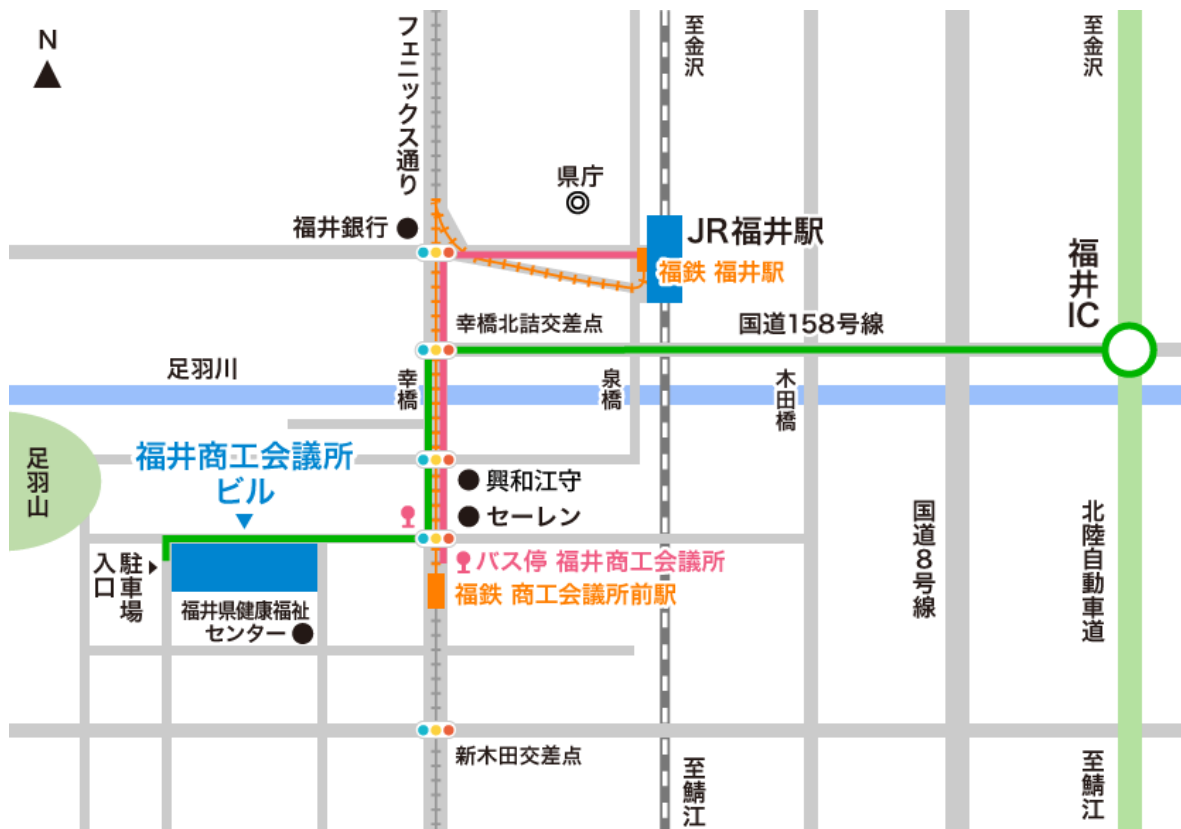 N
フェニックス通り
至金沢
至金沢
県庁
福井銀行
JR福井駅
福鉄 福井駅
福井
IC
幸橋北詰交差点
国道158号線
足羽川
幸橋
泉橋
木田橋
足羽山
福井商工会議所
ビル
興和江守
セーレン
バス停 福井商工会議所
福鉄 商工会議所前駅
駐車場
入口
福井県健康福祉
センター
国道8号線
北陸自動車道
新木田交差点
至鯖江
至鯖江